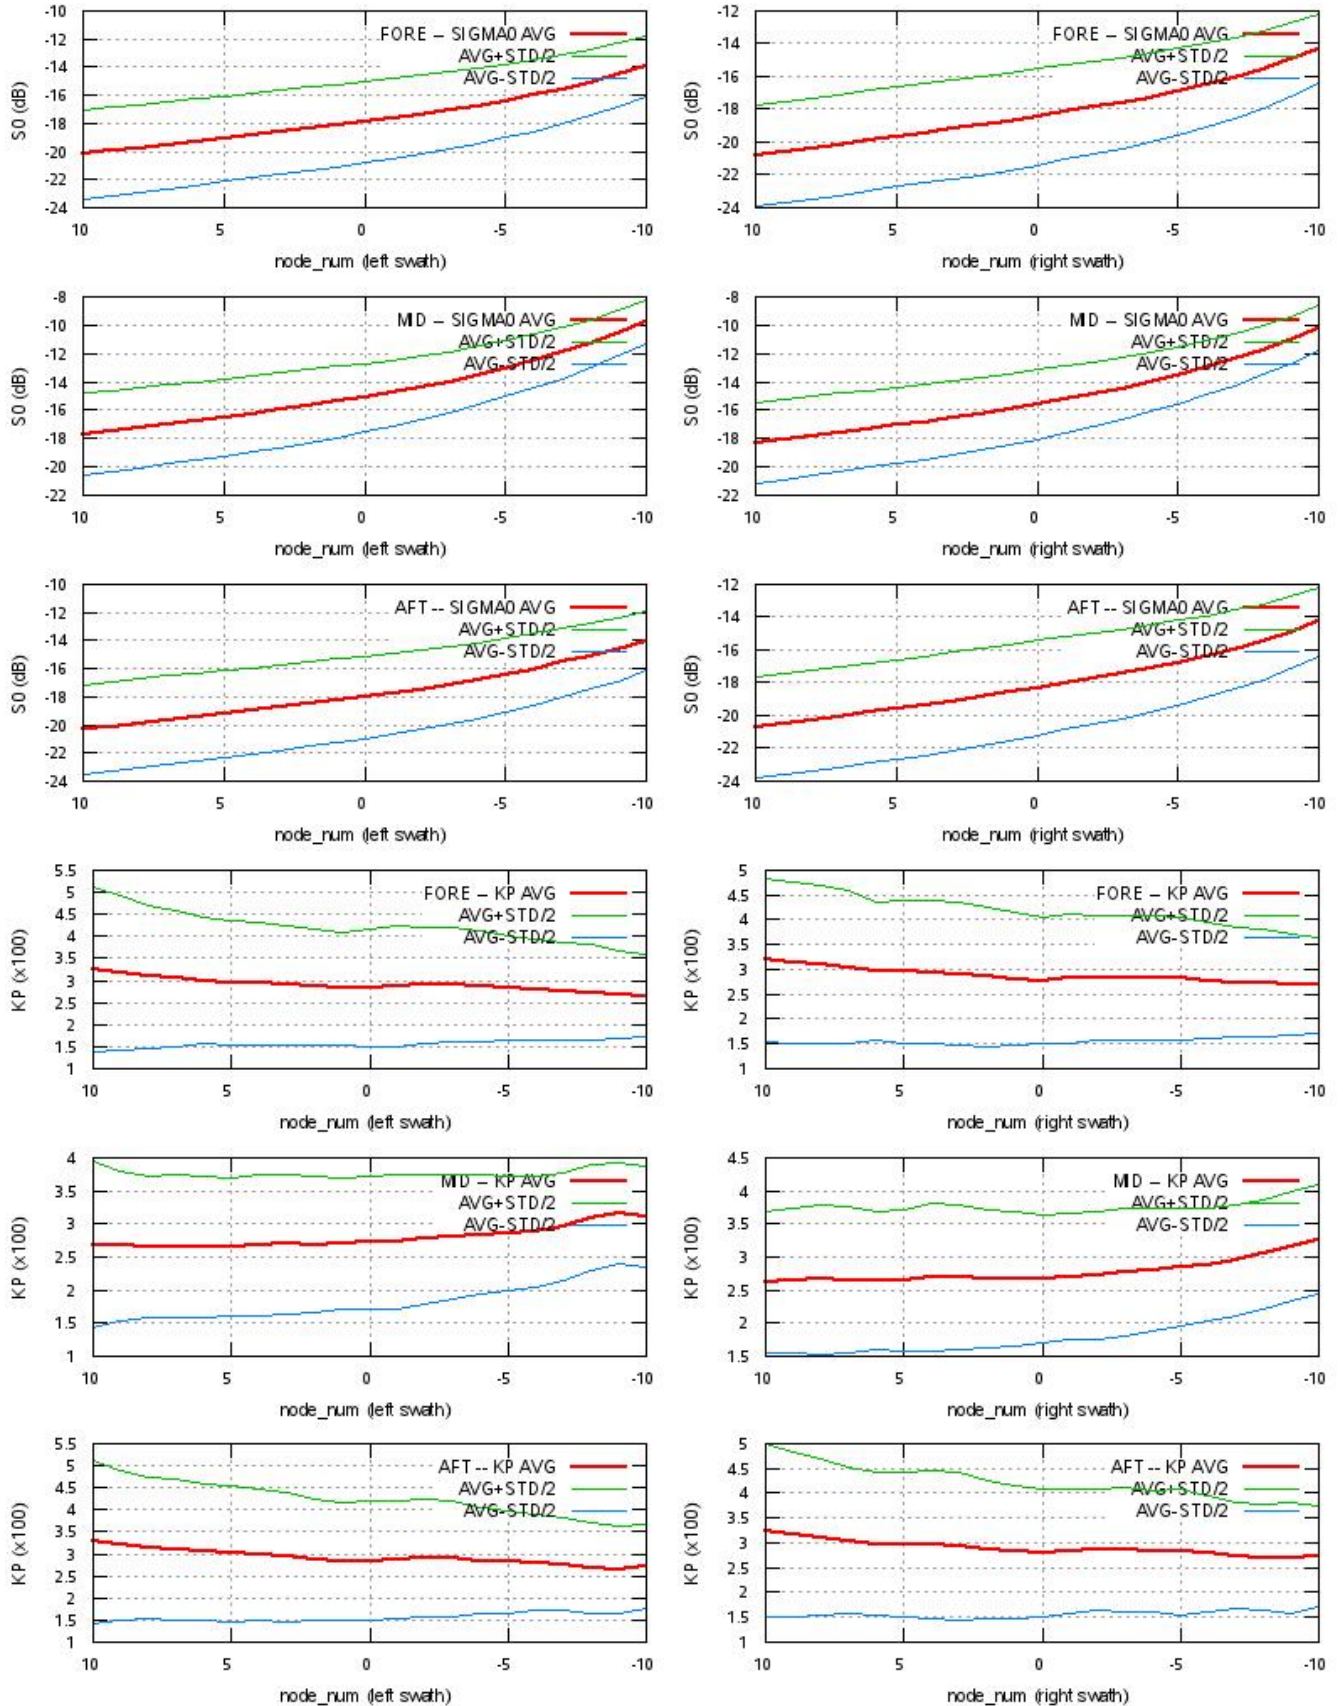 -10
-12
-14
-16
-18
-20
-22
-24
S0 (dB)
FORE – SIGMA0 AVG
AVG+STD/2
AVG-STD/2
10 5 0 -5 -10
node_num (left swath)
-12
-14
-16
-18
-20
-22
-24
S0 (dB)
FORE – SIGMA0 AVG
AVG+STD/2
AVG-STD/2
10 5 0 -5 -10
node_num (right swath)
-8
-10
-12
-14
-16
-18
-20
-22
S0 (dB)
MID – SIGMA0 AVG
AVG+STD/2
AVG-STD/2
10 5 0 -5 -10
node_num (left swath)
-8
-10
-12
-14
-16
-18
-20
-22
S0 (dB)
MID – SIGMA0 AVG
AVG+STD/2
AVG-STD/2
10 5 0 -5 -10
node_num (right swath)
-10
-12
-14
-16
-18
-20
-22
-24
S0 (dB)
AFT -- SIGMA0 AVG
AVG+STD/2
AVG-STD/2
10 5 0 -5 -10
node_num (left swath)
-12
-14
-16
-18
-20
-22
-24
S0 (dB)
AFT -- SIGMA0 AVG
AVG+STD/2
AVG-STD/2
10 5 0 -5 -10
node_num (right swath)
5.5
5
4.5
4
3.5
3
2.5
2
1.5
1
KP (x100)
FORE – KP AVG
AVG+STD/2
AVG-STD/2
10 5 0 -5 -10
node_num (left swath)
5
4.5
4
3.5
3
2.5
2
1.5
1
KP (x100)
FORE – KP AVG
AVG+STD/2
AVG-STD/2
10 5 0 -5 -10
node_num (right swath)
4
3.5
3
2.5
2
1.5
1
KP (x100)
MID – KP AVG
AVG+STD/2
AVG-STD/2
10 5 0 -5 -10
node_num (left swath)
4.5
4
3.5
3
2.5
2
1.5
KP (x100)
MID – KP AVG
AVG+STD/2
AVG-STD/2
10 5 0 -5 -10
node_num (right swath)
5.5
5
4.5
4
3.5
3
2.5
2
1.5
1
KP (x100)
AFT -- KP AVG
AVG+STD/2
AVG-STD/2
10 5 0 -5 -10
node_num (left swath)
5
4.5
4
3.5
3
2.5
2
1.5
1
KP (x100)
AFT -- KP AVG
AVG+STD/2
AVG-STD/2
10 5 0 -5 -10
node_num (right swath)